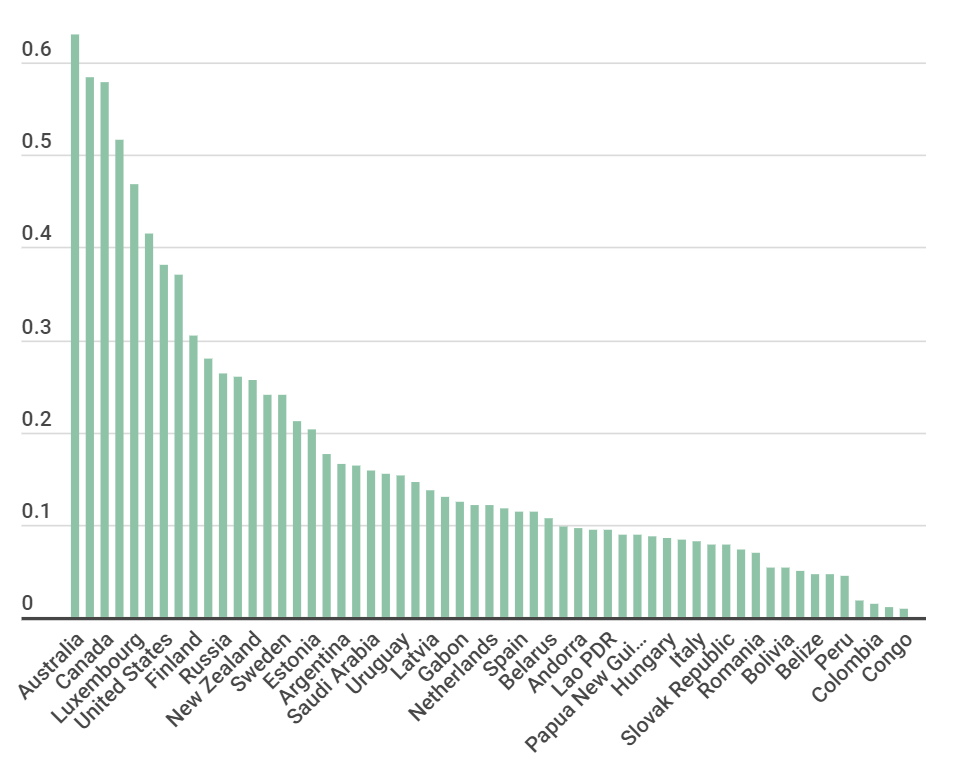 0.6
0.5
0.4
0.3
0.2
0.1
0
Australia
Canada
Luxembourg
United States
Finland
Russia
New Zealand
Sweden
Estonia
Argentina
Saudi Arabia
Uruguay
Latvia
Gabon
Netherlands
Spain
Belarus
Andorra
Lao PDR
Papua New Gui...
Hungary
Italy
Slovak Republic
Romania
Bolivia
Belize
Peru
Colombia
Congo